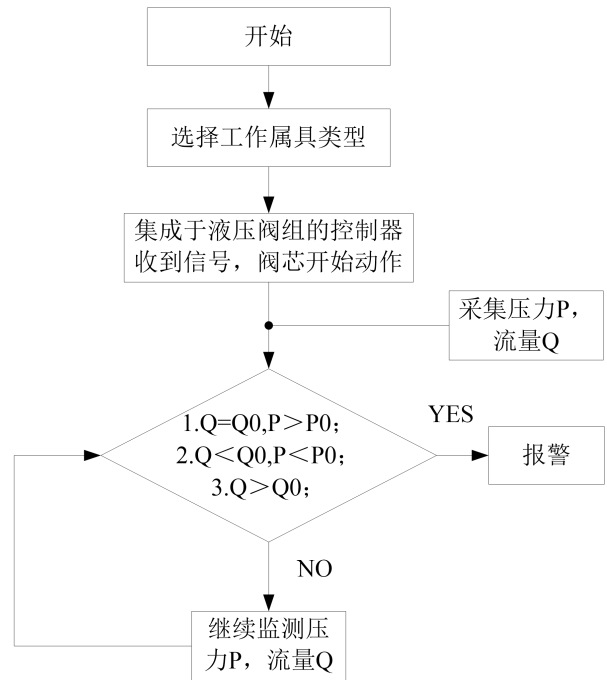 开始
选择工作属具类型
集成于液压阀组的控制器
收到信号，阀芯开始动作
采集压力P，
流量Q
1.Q=Q0,P＞P0；
2.Q＜Q0,P＜P0；
3.Q＞Q0；
YES
报警
NO
继续监测压
力P，流量Q